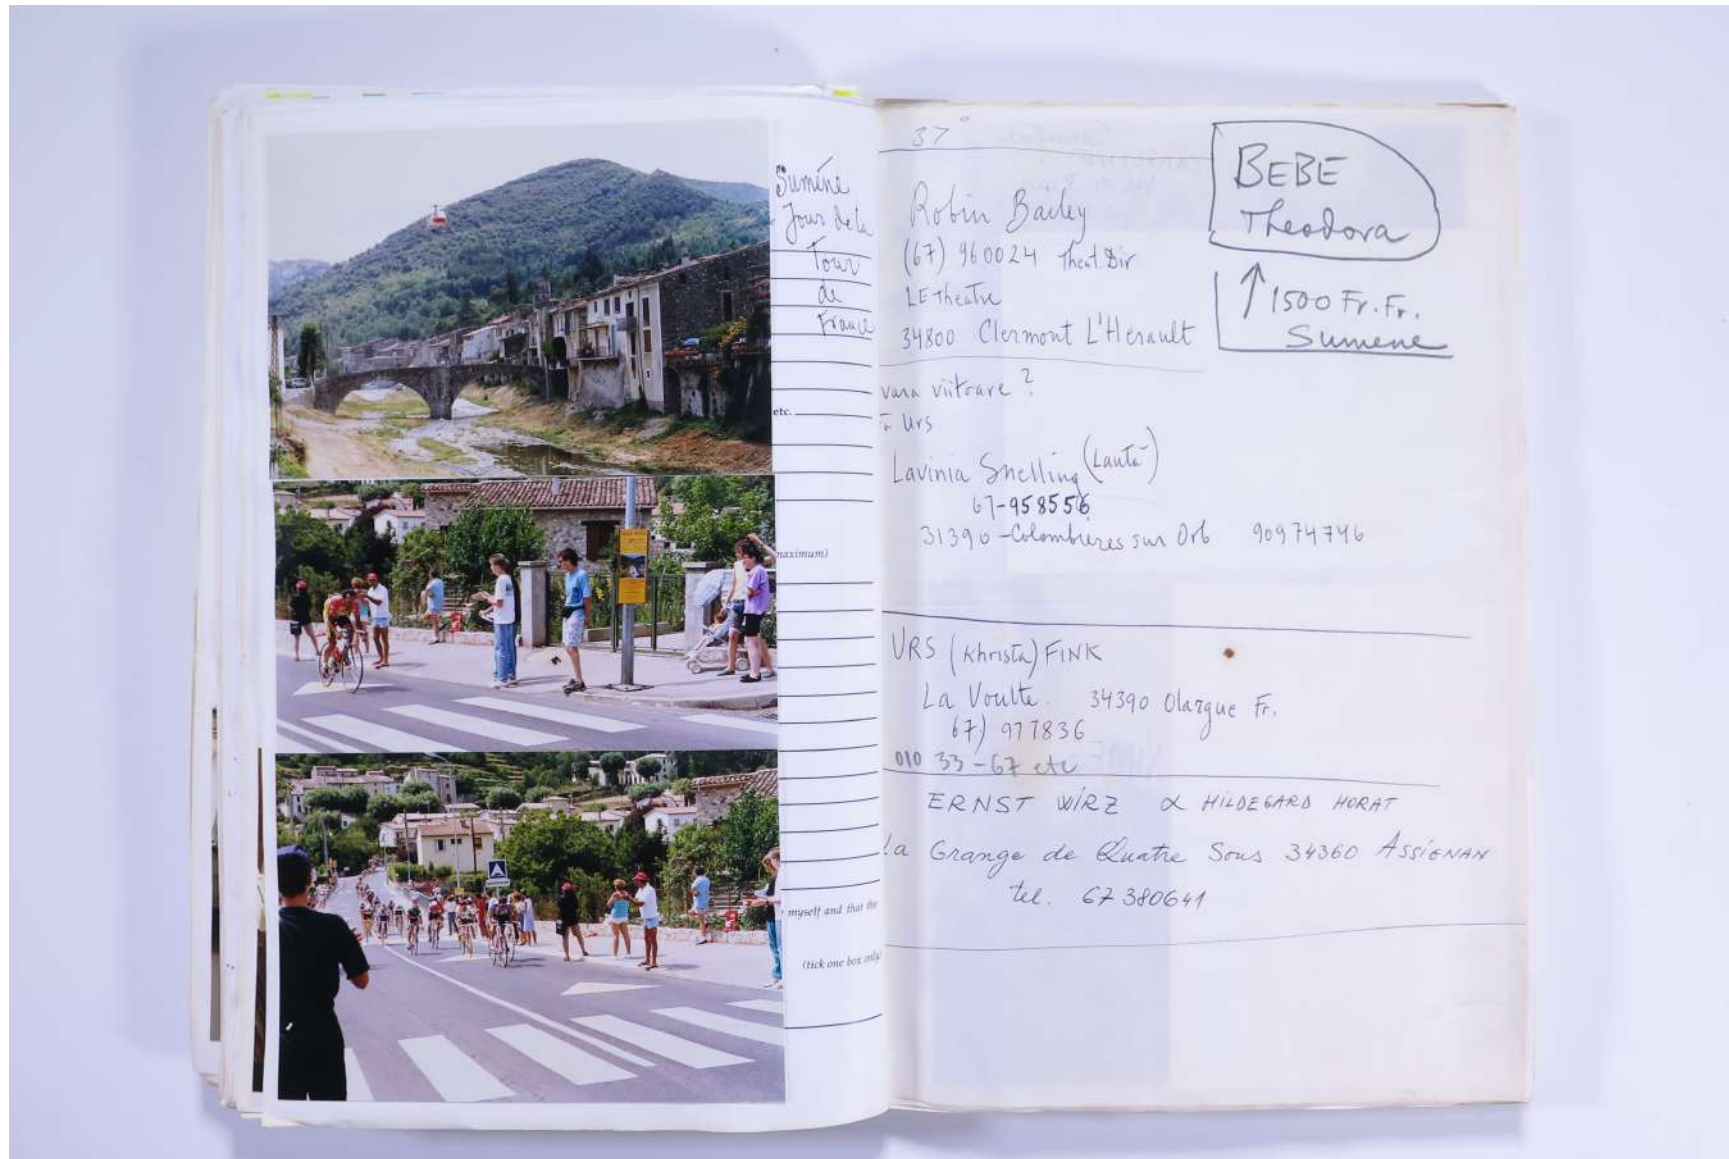 Sumène
Jour de la
Tour
de
France
etc.
maximum)
myself and that the
(tick one box only)
37°
BEBE
Theodora
↑ 1500 Fr. Fr.
Sumene
Robin Bailey
(67) 960024 Theat. Dir
LE Theatre
34800 Clermont L'Herault
vara viitoare ?
Urs
Lavinia Snelling (Lanta)
67-958556
31390 - Colombières sur Orb 90974746
URS (Khrista) FINK
La Voulte. 34390 Olargue Fr.
67) 977836
010 33 - 67 etc
ERNST WIRZ & HILDEGARD HORAT
La Grange de Quatre Sous 34360 ASSIGNAN
tel. 67 380641